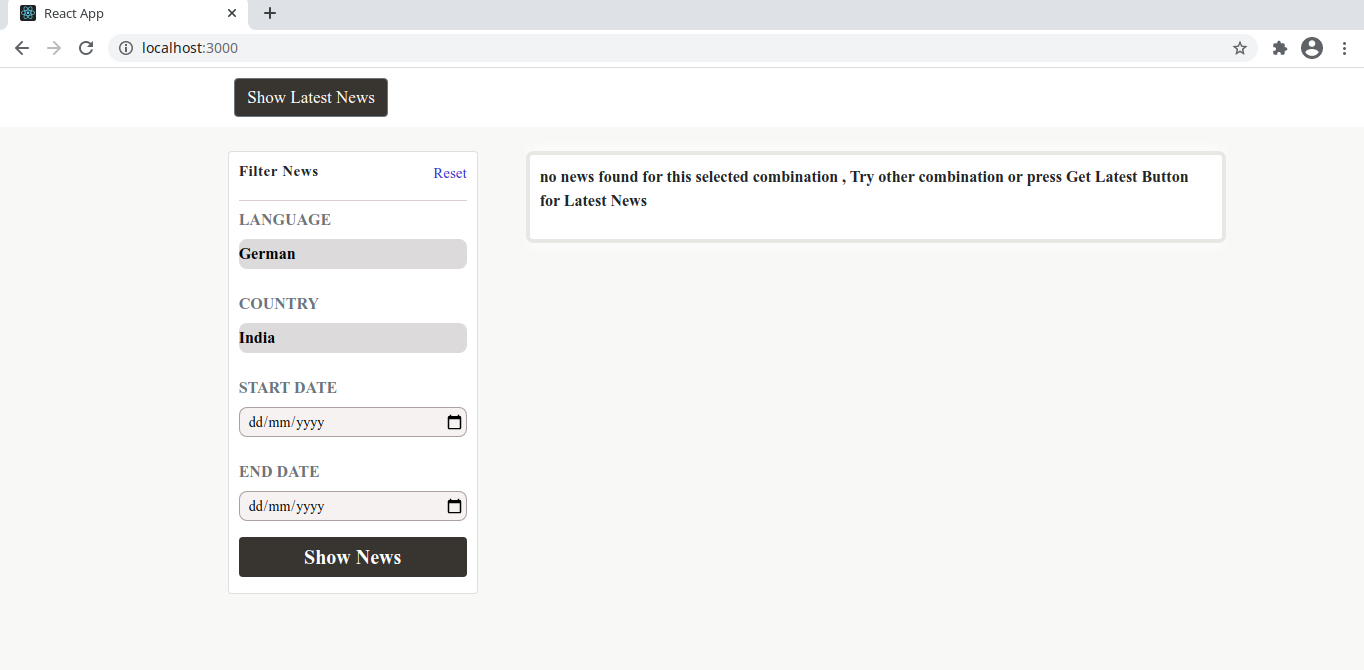 React App
localhost:3000
Show Latest News
Filter News
Reset
LANGUAGE
German
COUNTRY
India
START DATE
dd/mm/yyyy
END DATE
dd/mm/yyyy
Show News
no news found for this selected combination , Try other combination or press Get Latest Button
for Latest News